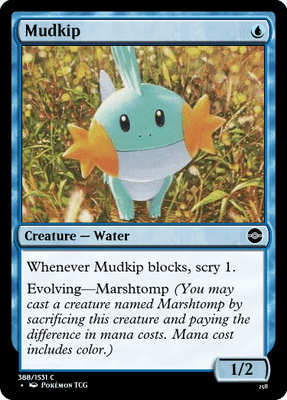 Mudkip
Creature — Water
Whenever Mudkip blocks, scry 1.
Evolving—Marshtomp (You may
cast a creature named Marshtomp by
sacrificing this creature and paying the
difference in mana costs. Mana cost
includes color.)
1/2
388/1531 C
• Pokémon TCG
258